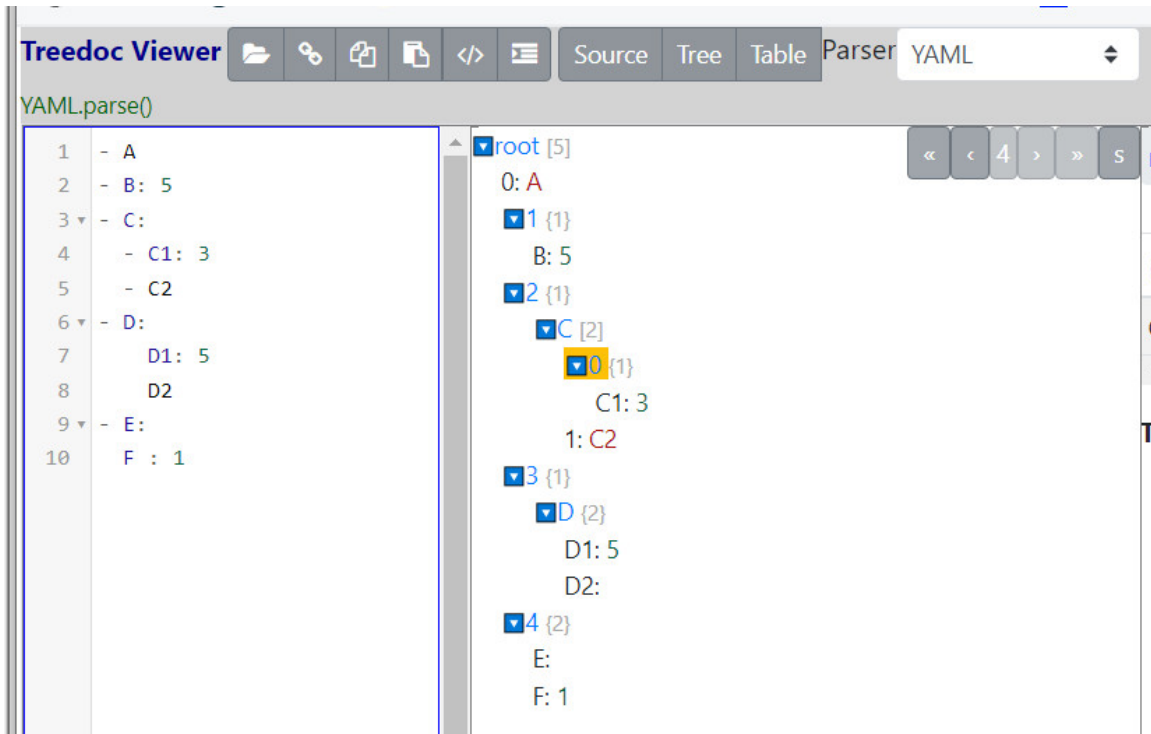 Treedoc Viewer </> Source Tree Table Parser YAML
YAML.parse()
1 - A
2 - B: 5
3 - C:
4 - C1: 3
5 - C2
6 - D:
7 D1: 5
8 D2
9 - E:
10 F : 1
root [5]
« ‹ 4 › » s
0: A
1 {1}
B: 5
2 {1}
C [2]
0 {1}
C1: 3
1: C2
3 {1}
D {2}
D1: 5
D2:
4 {2}
E:
F: 1